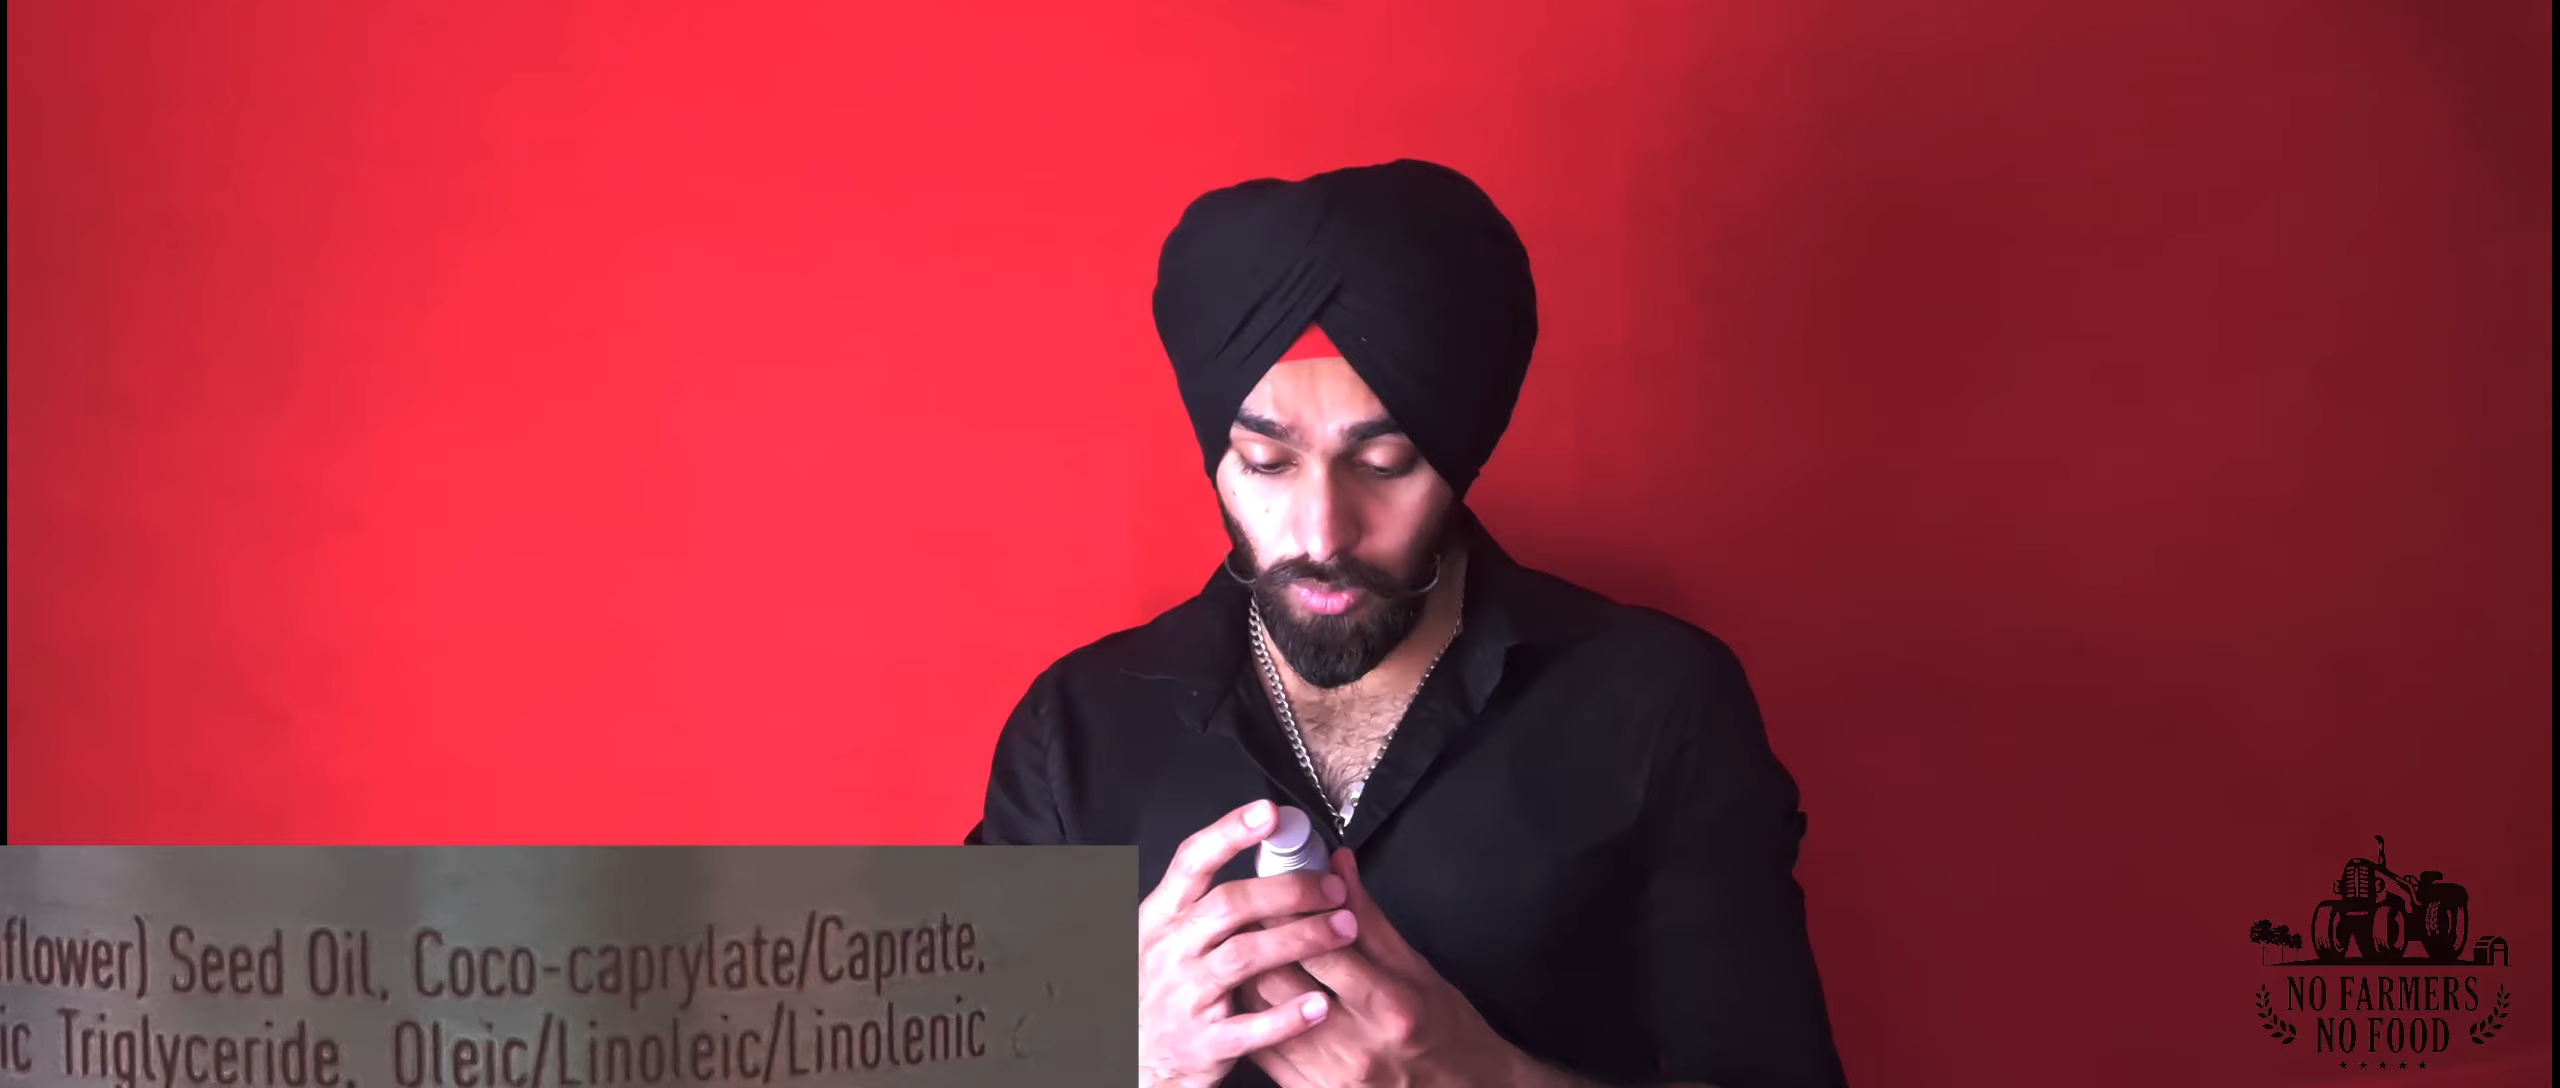 flower) Seed Oil, Coco-caprylate/Caprate,
ic Triglyceride, Oleic/Linoleic/Linolenic
NO FARMERS
NO FOOD